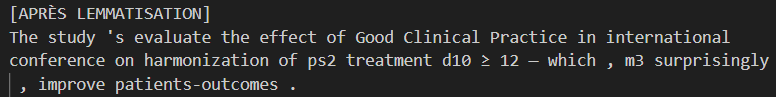 [APRÈS LEMMATISATION]
The study 's evaluate the effect of Good Clinical Practice in international
conference on harmonization of ps2 treatment d10 ≥ 12 — which , m3 surprisingly
, improve patients-outcomes .